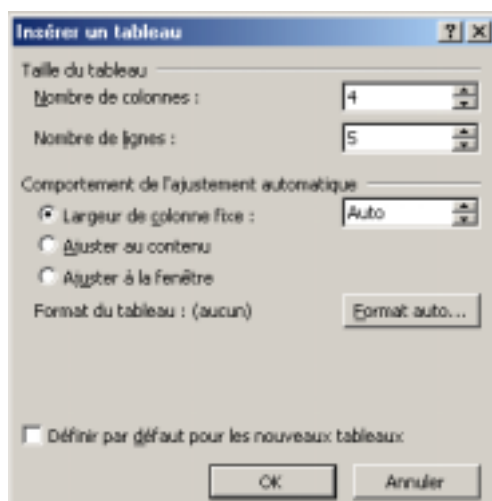 Insérer un tableau
Taille du tableau
Nombre de colonnes : 4
Nombre de lignes : 5
Comportement de l'ajustement automatique
Largeur de colonne fixe : Auto
Ajuster au contenu
Ajuster à la fenêtre
Format du tableau : (aucun) Format auto...
Définir par défaut pour les nouveaux tableaux
OK Annuler